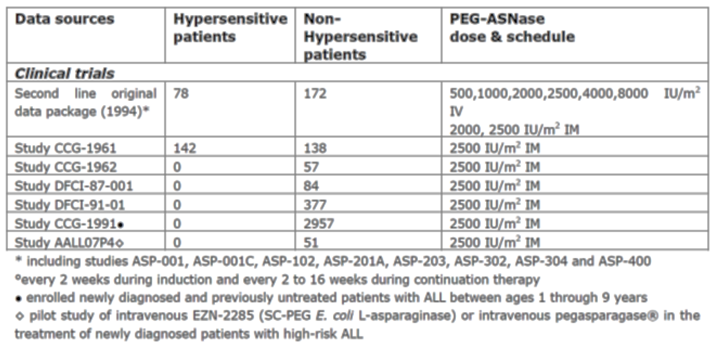 Data sources Hypersensitive patients Non-Hypersensitive patients PEG-ASNase dose & schedule
Clinical trials
Second line original data package (1994)* 78 172 500,1000,2000,2500,4000,8000 IU/m² IV
2000, 2500 IU/m² IM
Study CCG-1961 142 138 2500 IU/m² IM
Study CCG-1962 0 57 2500 IU/m² IM
Study DFCI-87-001 0 84 2500 IU/m² IM
Study DFCI-91-01 0 377 2500 IU/m² IM
Study CCG-1991● 0 2957 2500 IU/m² IM
Study AALL07P4◊ 0 51 2500 IU/m² IM
* including studies ASP-001, ASP-001C, ASP-102, ASP-201A, ASP-203, ASP-302, ASP-304 and ASP-400
°every 2 weeks during induction and every 2 to 16 weeks during continuation therapy
● enrolled newly diagnosed and previously untreated patients with ALL between ages 1 through 9 years
◊ pilot study of intravenous EZN-2285 (SC-PEG E. coli L-asparaginase) or intravenous pegasparagase® in the
treatment of newly diagnosed patients with high-risk ALL